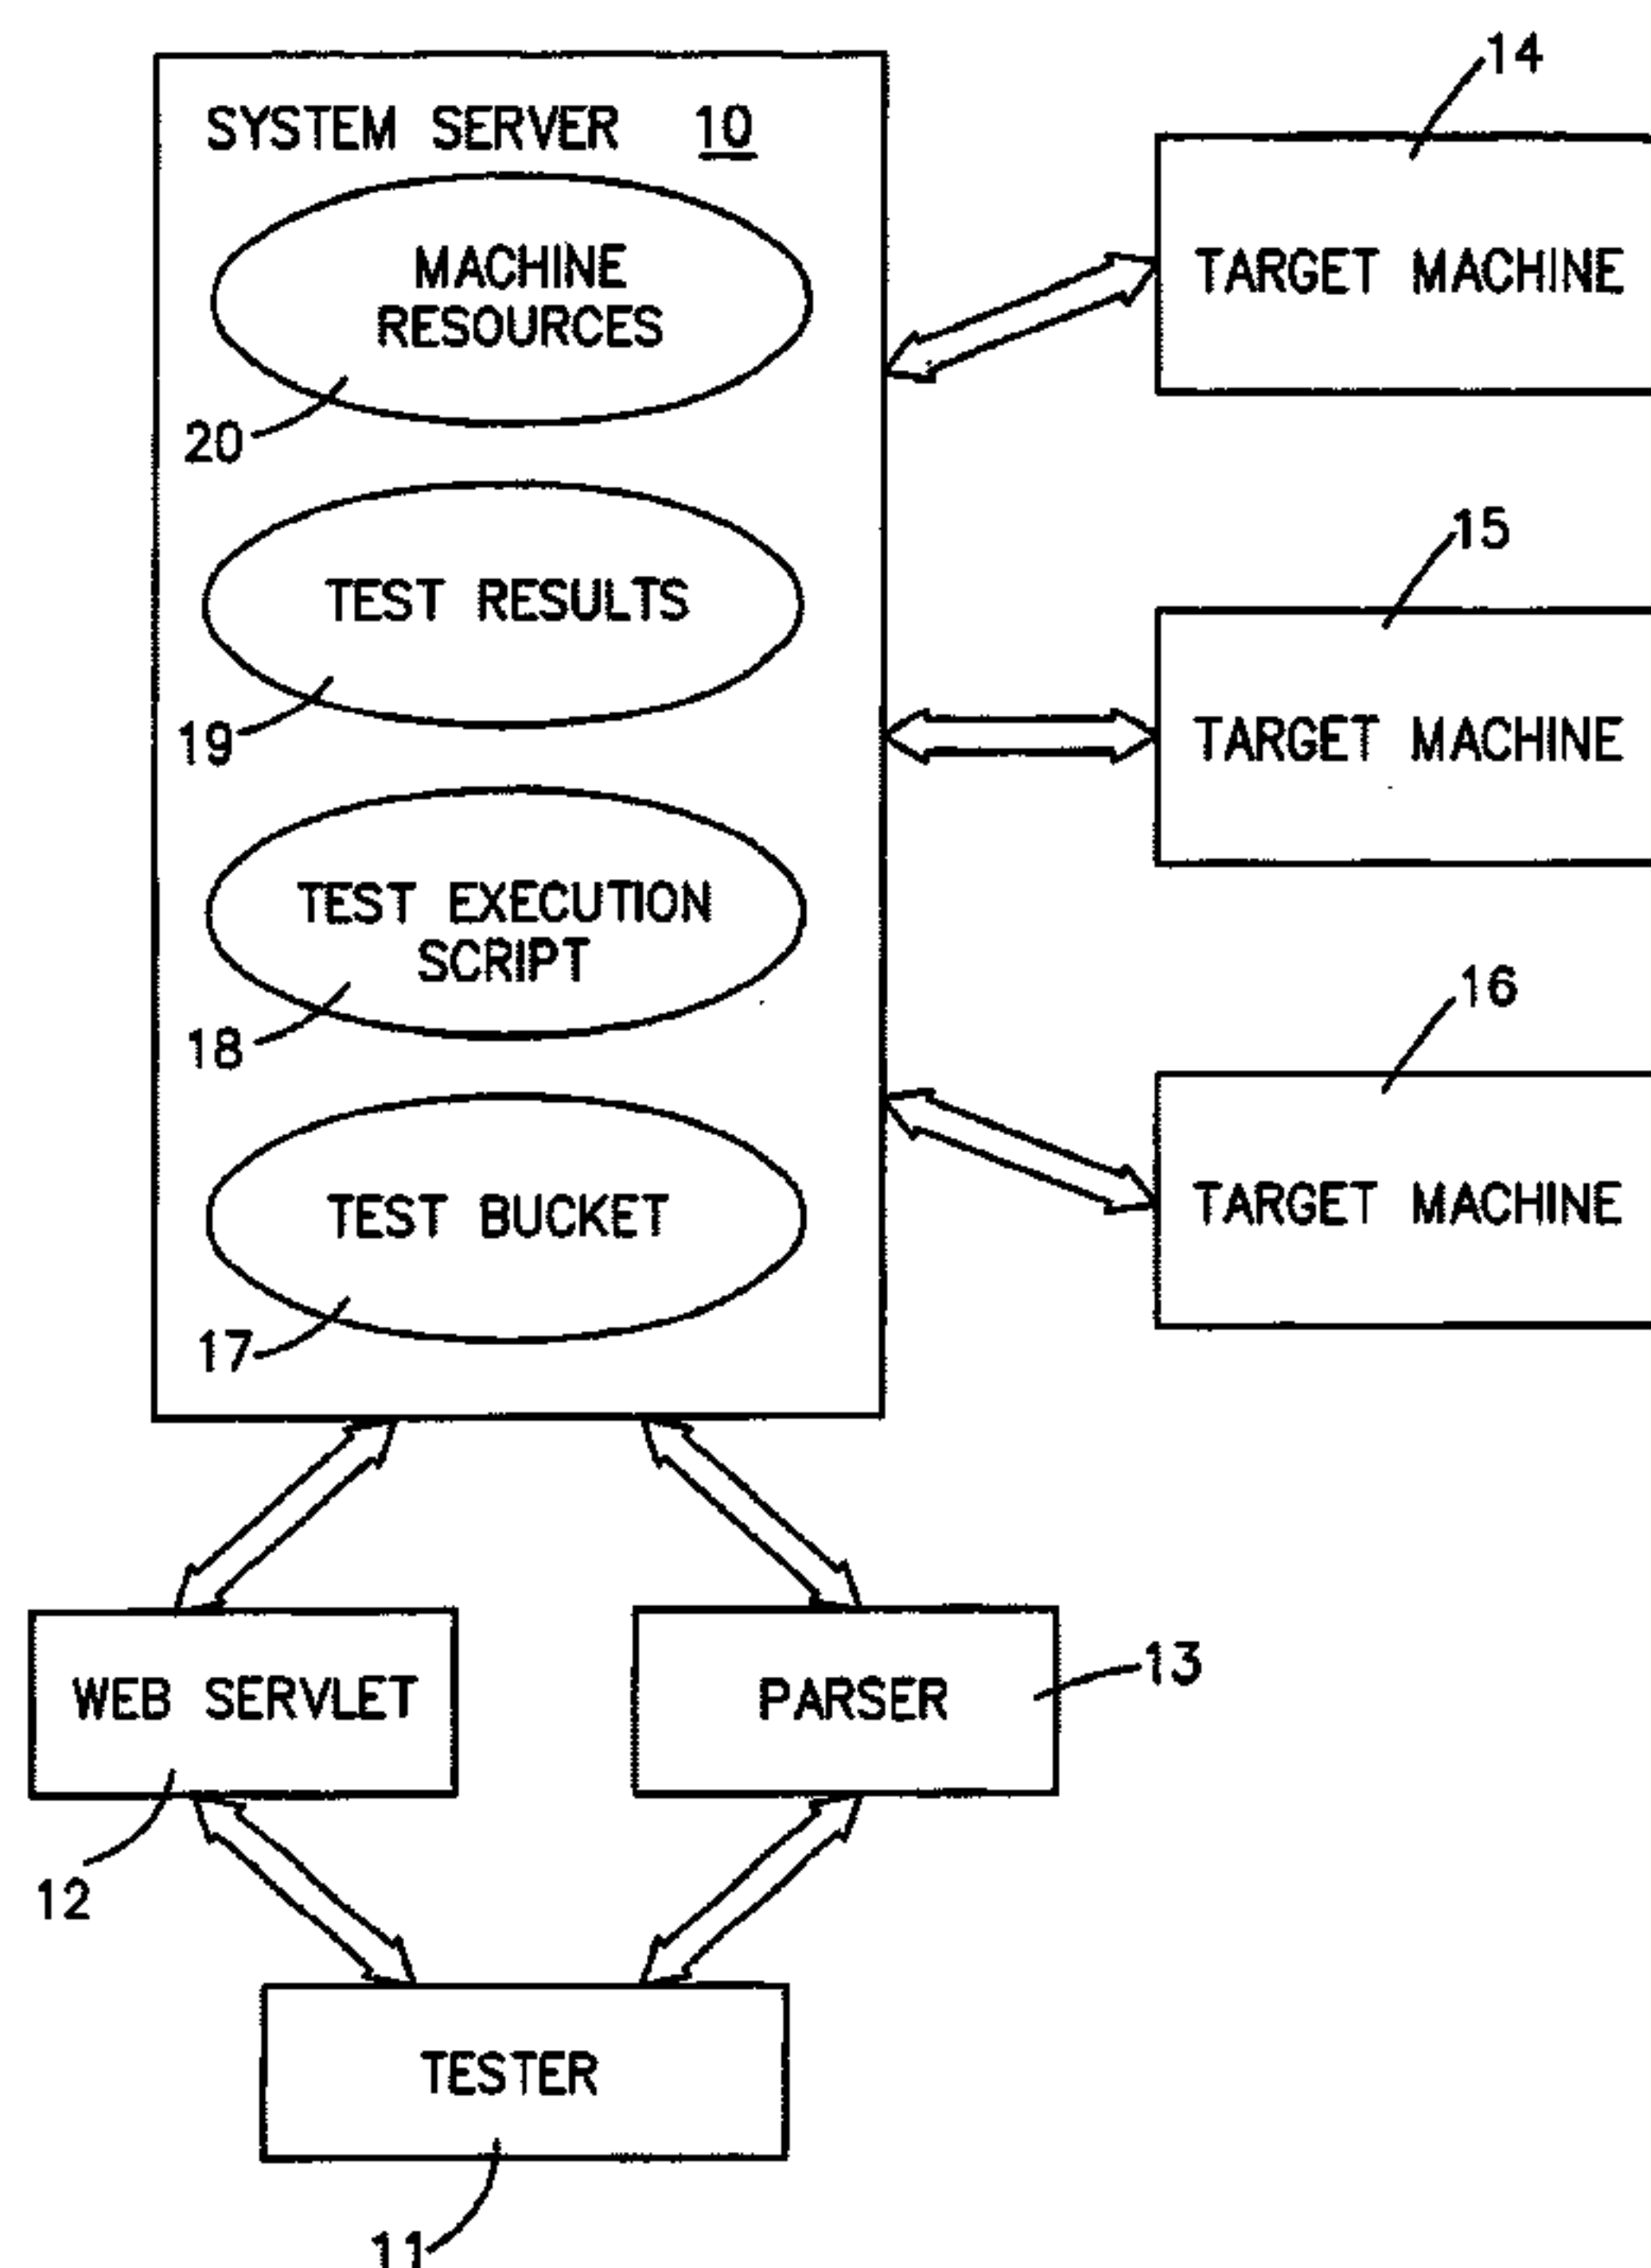 SYSTEM SERVER 10
MACHINE
RESOURCES
20
TEST RESULTS
19
TEST EXECUTION
SCRIPT
18
TEST BUCKET
17
14
TARGET MACHINE
15
TARGET MACHINE
16
TARGET MACHINE
WEB SERVLET
12
PARSER
13
TESTER
11